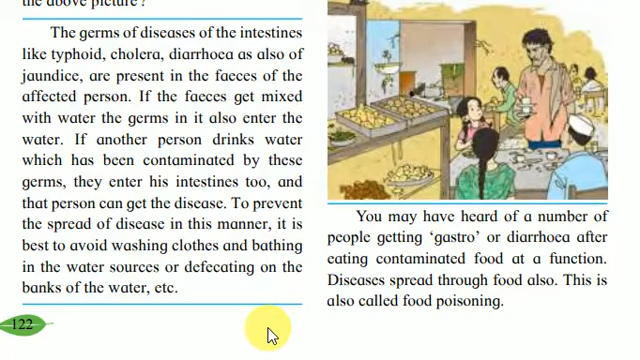 the above picture?
The germs of diseases of the intestines
like typhoid, cholera, diarrhoea as also of
jaundice, are present in the faeces of the
affected person. If the faeces get mixed
with water the germs in it also enter the
water. If another person drinks water
which has been contaminated by these
germs, they enter his intestines too, and
that person can get the disease. To prevent
the spread of disease in this manner, it is
best to avoid washing clothes and bathing
in the water sources or defecating on the
banks of the water, etc.
122
You may have heard of a number of
people getting ‘gastro’ or diarrhoea after
eating contaminated food at a function.
Diseases spread through food also. This is
also called food poisoning.